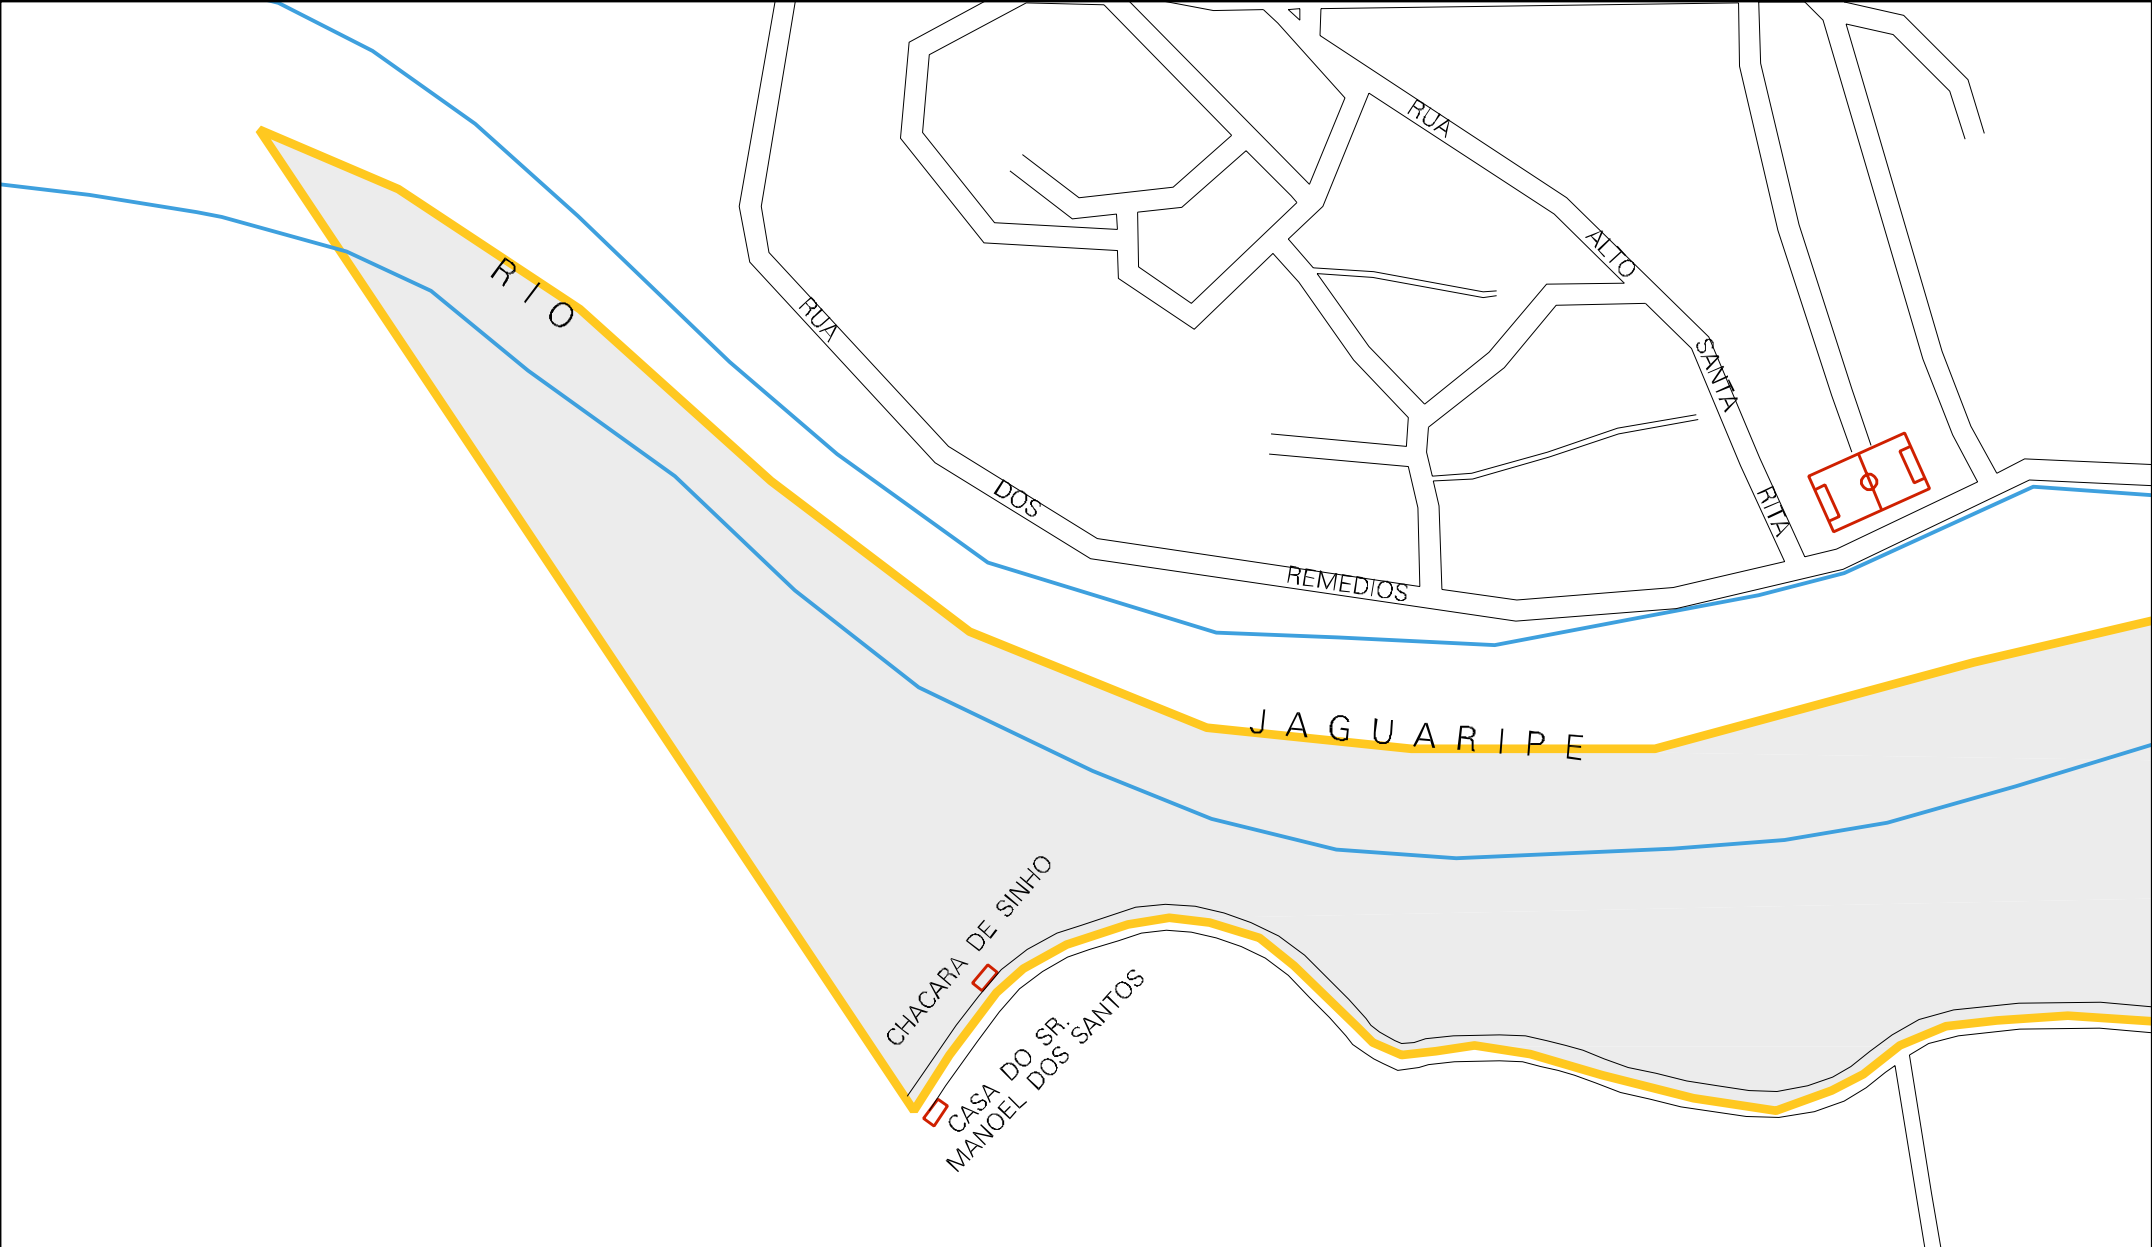 RUA
ALTO
SANTA
RITA
RIO
RUA
DOS
REMEDIOS
JAGUARIPE
CHACARA DE SINHO
CASA DO SR.
MANOEL DOS SANTOS